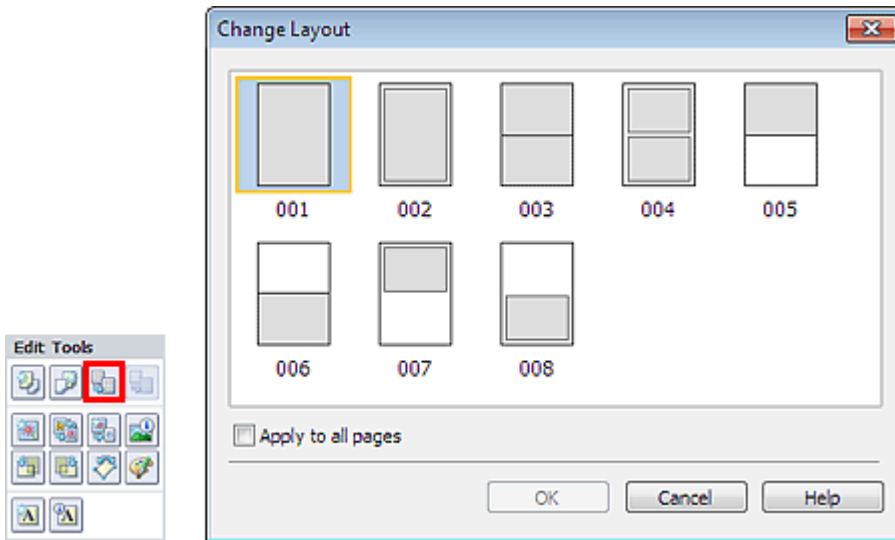 Change Layout
001 002 003 004 005
006 007 008
Apply to all pages
OK Cancel Help
Edit Tools
A A